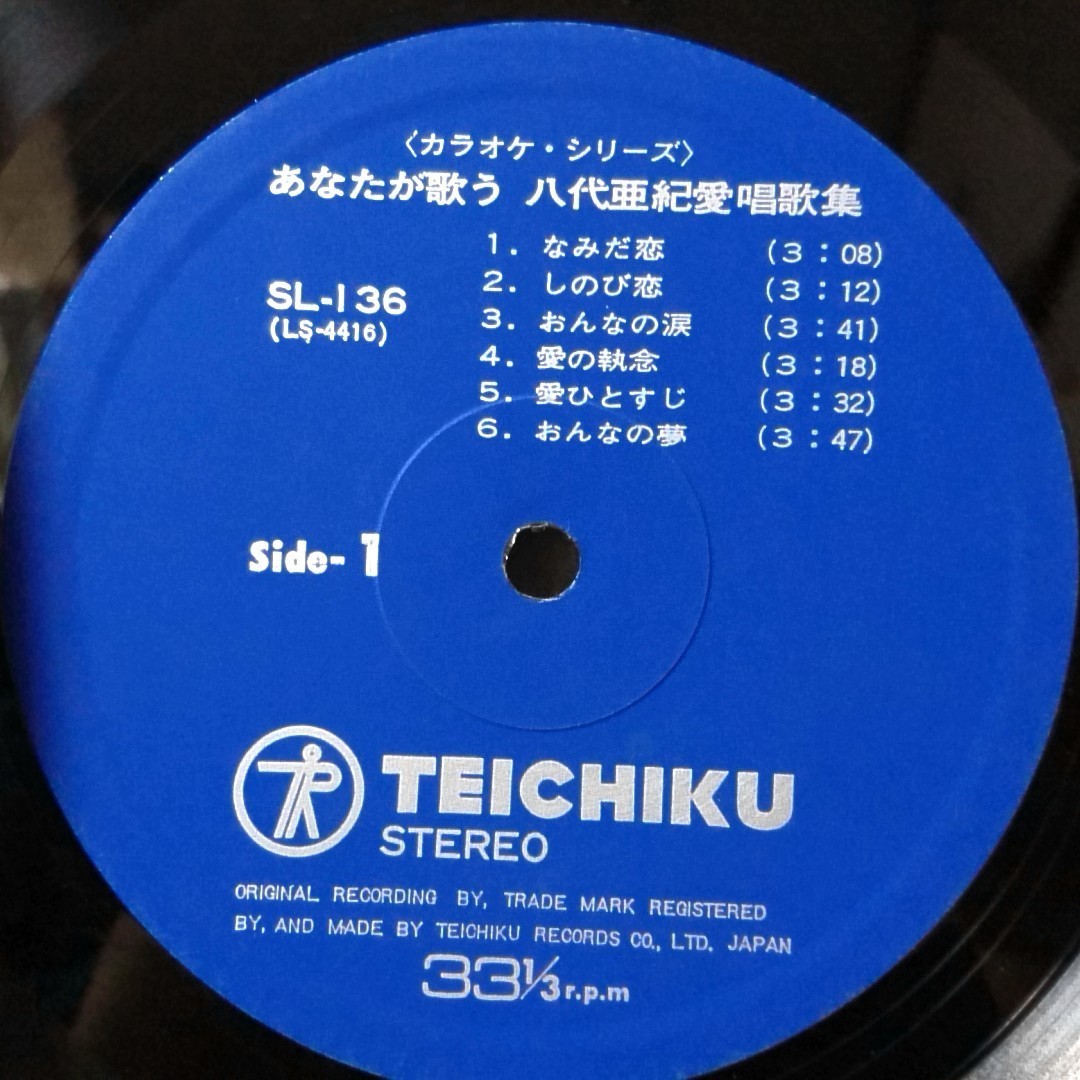 〈カラオケ・シリーズ〉
あなたが歌う 八代亜紀愛唱歌集
1. なみだ恋 (3:08)
2. しのび恋 (3:12)
SL-136
(LS-4416)
3. おんなの涙 (3:41)
4. 愛の執念 (3:18)
5. 愛ひとすじ (3:32)
6. おんなの夢 (3:47)
Side-1
TEICHIKU
STEREO
ORIGINAL RECORDING BY, TRADE MARK REGISTERED
BY, AND MADE BY TEICHIKU RECORDS CO., LTD. JAPAN
33 1/3 r.p.m